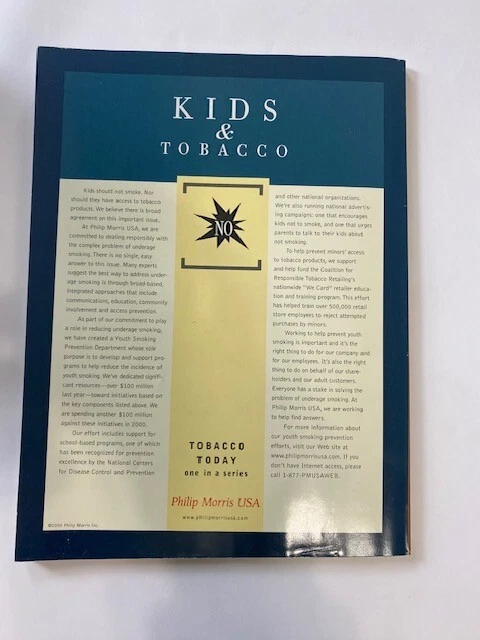 KIDS
&
TOBACCO
Kids should not smoke. Nor
should they have access to tobacco
products. We believe there is broad
agreement on this important issue.
At Philip Morris USA, we are
committed to dealing responsibly with
the complex problem of underage
smoking. There is no single, easy
answer to this issue. Many experts
suggest the best way to address under-
age smoking is through broad-based,
integrated approaches that include
communications, education, community
involvement and access prevention.
As part of our commitment to play
a role in reducing underage smoking,
we have created a Youth Smoking
Prevention Department whose sole
purpose is to develop and support pro-
grams to help reduce the incidence of
youth smoking. We've dedicated signifi-
cant resources—over $100 million
last year—toward initiatives based on
the key components listed above. We
are spending another $100 million
against these initiatives in 2000.
Our effort includes support for
school-based programs, one of which
has been recognized for prevention
excellence by the National Centers
for Disease Control and Prevention
NO
TOBACCO
TODAY
one in a series
Philip Morris USA
www.philipmorrisusa.com
and other national organizations.
We're also running national advertis-
ing campaigns: one that encourages
kids not to smoke, and one that urges
parents to talk to their kids about
not smoking.
To help prevent minors' access
to tobacco products, we support
and help fund the Coalition for
Responsible Tobacco Retailing's
nationwide "We Card" retailer educa-
tion and training program. This effort
has helped train over 500,000 retail
store employees to reject attempted
purchases by minors.
Working to help prevent youth
smoking is important and it's the
right thing to do for our company and
for our employees. It's also the right
thing to do on behalf of our share-
holders and our adult customers.
Everyone has a stake in solving the
problem of underage smoking. At
Philip Morris USA, we are working
to help find answers.
For more information about
our youth smoking prevention
efforts, visit our Web site at
www.philipmorrisusa.com. If you
don't have Internet access, please
call 1-877-PMUSAWEB.
©2000 Philip Morris Inc.